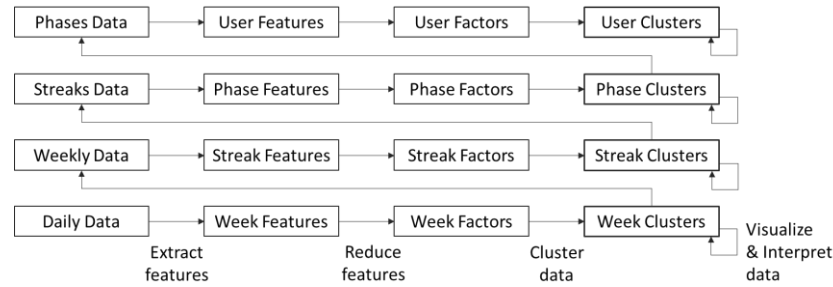 Phases Data
User Features
User Factors
User Clusters
Streaks Data
Phase Features
Phase Factors
Phase Clusters
Weekly Data
Streak Features
Streak Factors
Streak Clusters
Daily Data
Week Features
Week Factors
Week Clusters
Extract
features
Reduce
features
Cluster
data
Visualize
& Interpret
data